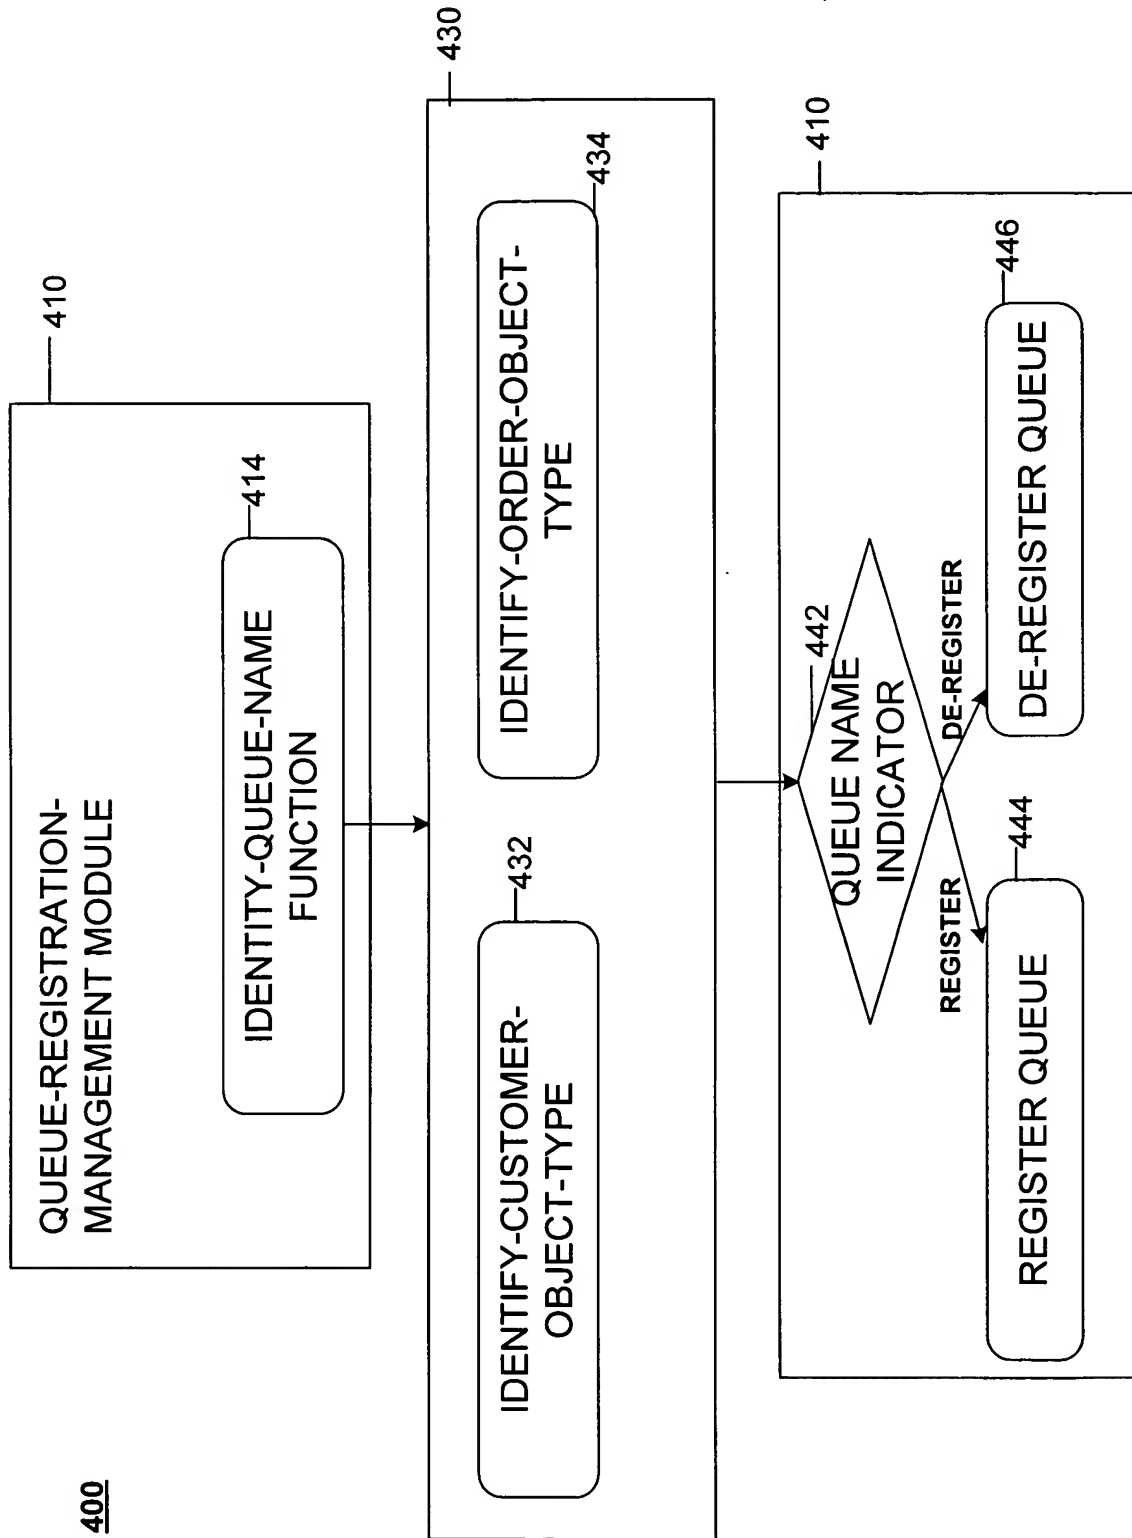 400
QUEUE-REGISTRATION-
MANAGEMENT MODULE
410
IDENTITY-QUEUE-NAME
FUNCTION
414
430
IDENTIFY-CUSTOMER-
OBJECT-TYPE
432
IDENTIFY-ORDER-OBJECT-
TYPE
434
410
QUEUE NAME
INDICATOR
442
REGISTER
DE-REGISTER
REGISTER QUEUE
444
DE-REGISTER QUEUE
446